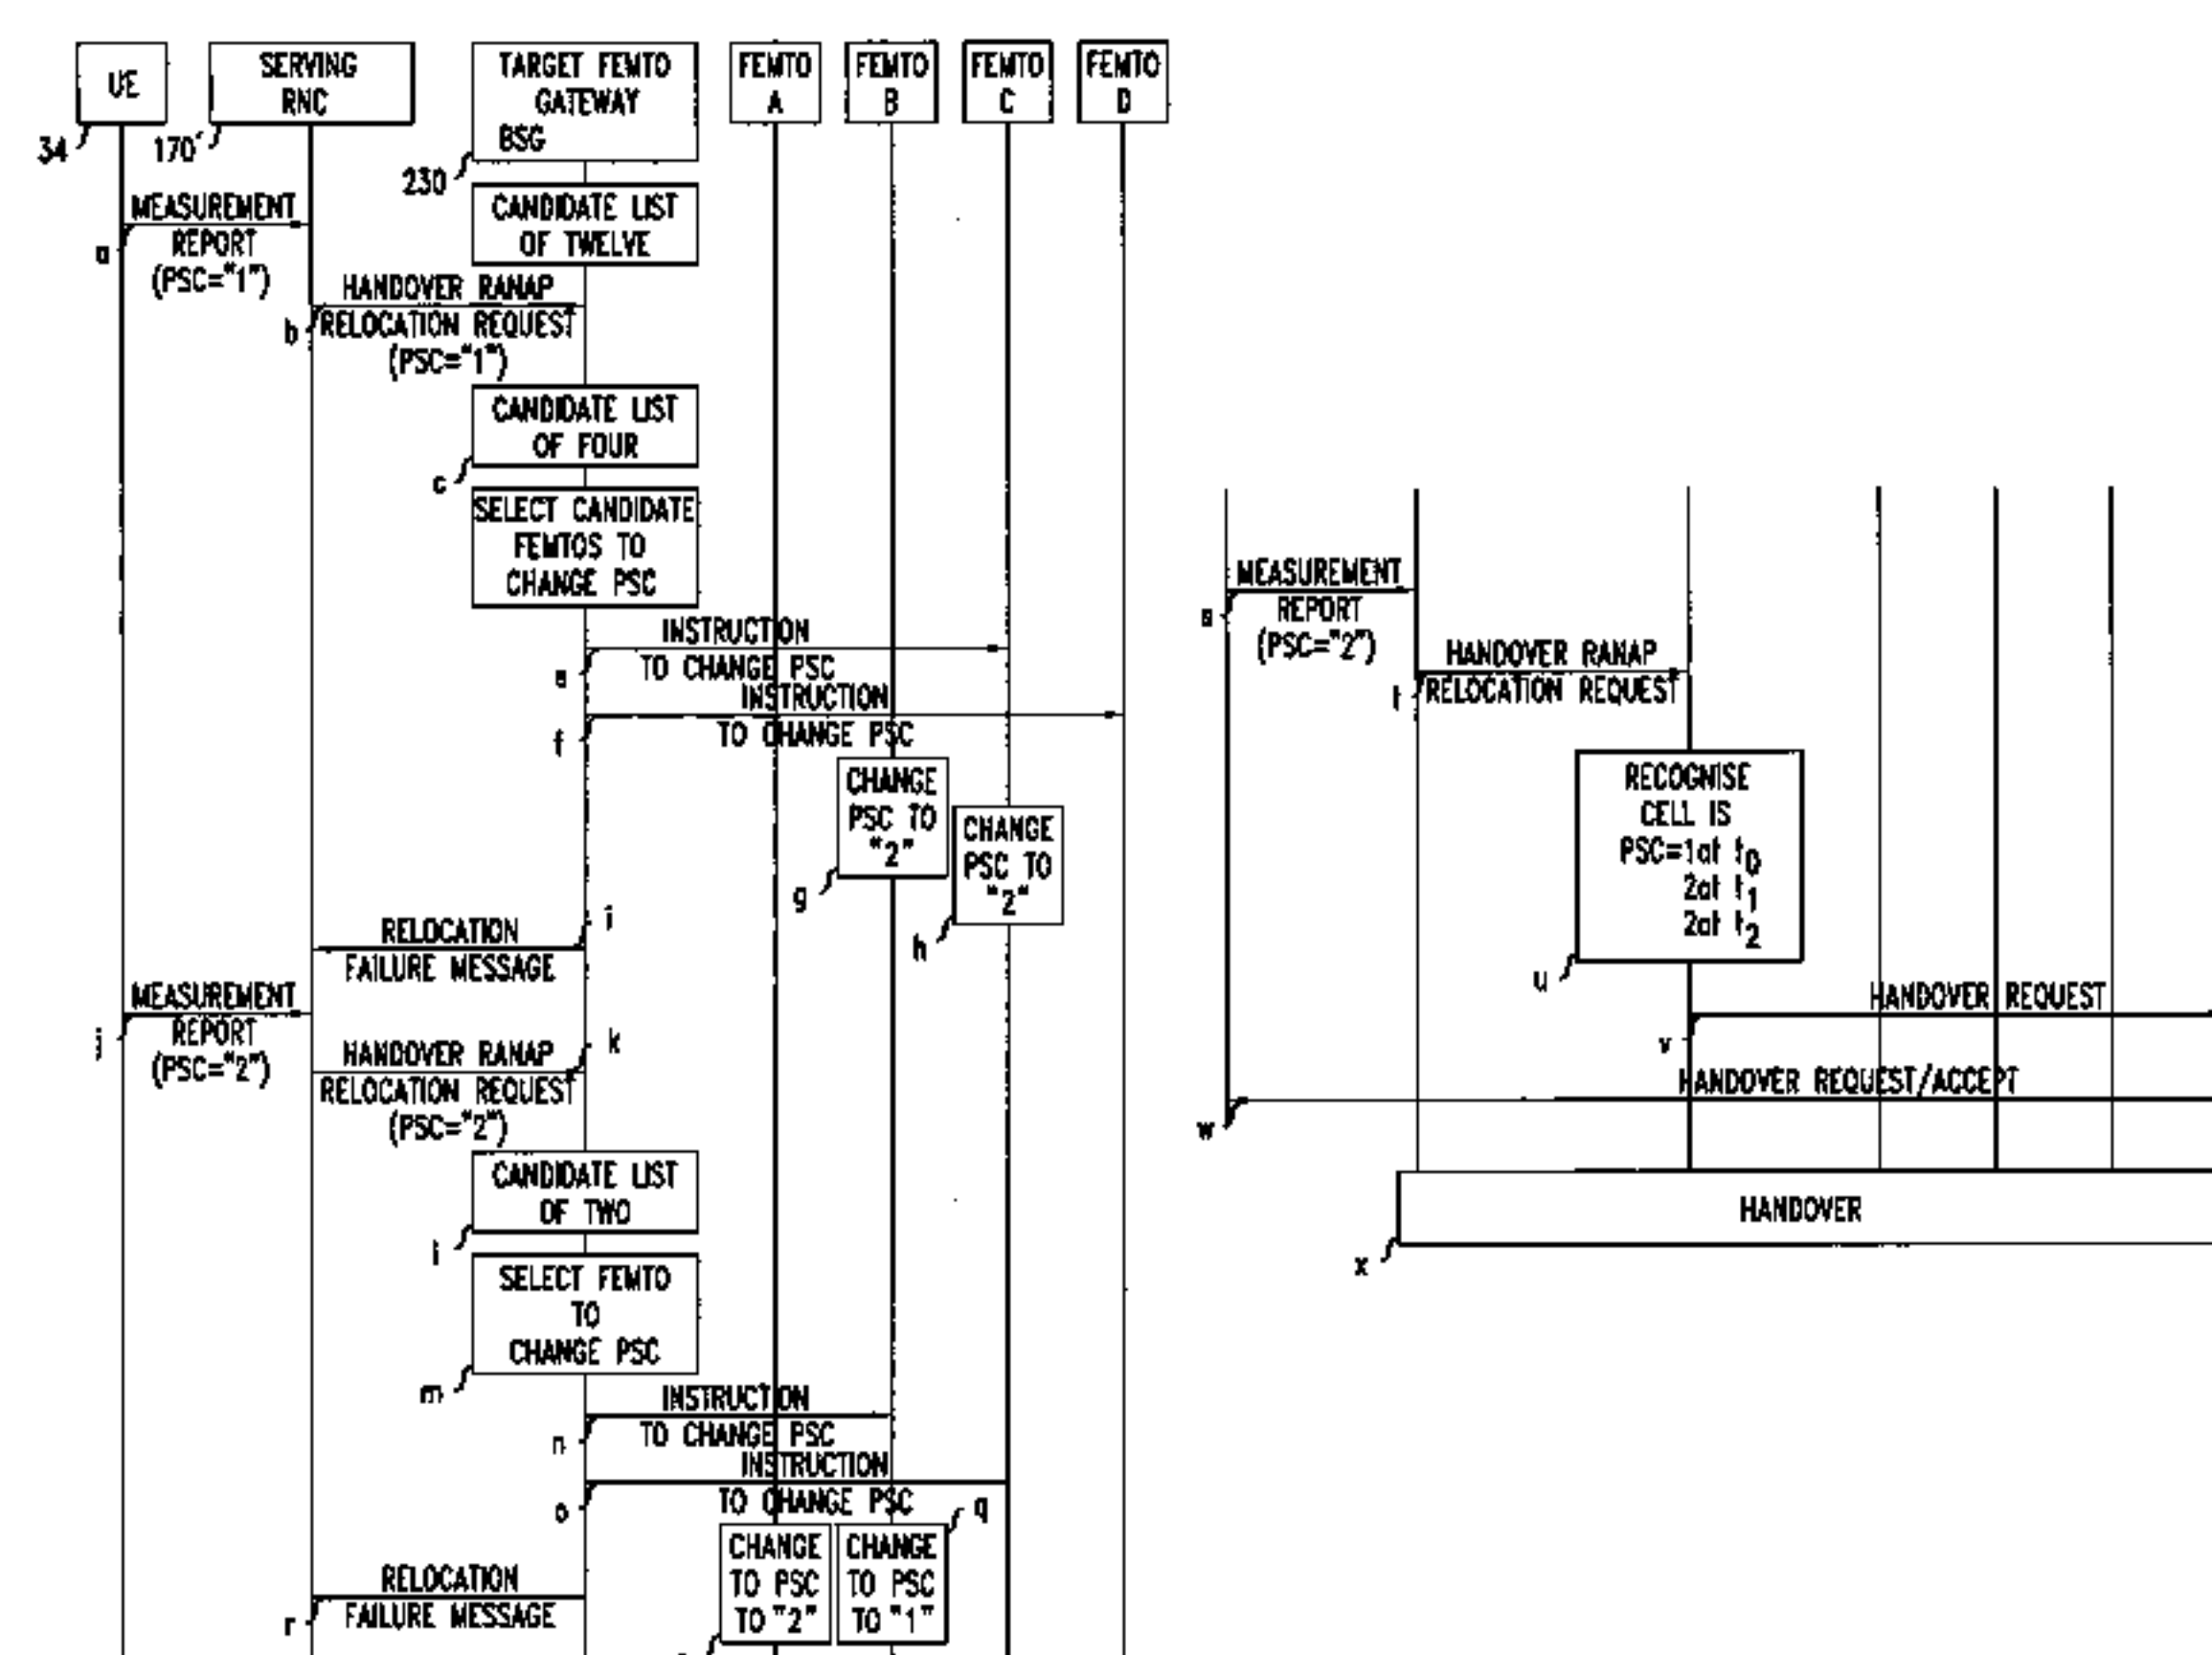 UE
SERVING
RNC
TARGET FEMTO
GATEWAY
BSG
FEMTO
A
FEMTO
B
FEMTO
C
FEMTO
D
34
170'
230
CANDIDATE LIST
OF TWELVE
MEASUREMENT
REPORT
(PSC="1")
a
HANDOVER RANAP
RELOCATION REQUEST
(PSC="1")
b
CANDIDATE LIST
OF FOUR
c
SELECT CANDIDATE
FEMTOS TO
CHANGE PSC
INSTRUCTION
TO CHANGE PSC
e
INSTRUCTION
TO CHANGE PSC
f
CHANGE
PSC TO
"2"
g
CHANGE
PSC TO
"2"
h
i
RELOCATION
FAILURE MESSAGE
MEASUREMENT
REPORT
(PSC="2")
j
HANDOVER RANAP
RELOCATION REQUEST
(PSC="2")
k
CANDIDATE LIST
OF TWO
l
SELECT FEMTO
TO
CHANGE PSC
m
INSTRUCTION
TO CHANGE PSC
n
INSTRUCTION
TO CHANGE PSC
o
CHANGE
TO PSC
TO "2"
CHANGE
TO PSC
TO "1"
q
RELOCATION
FAILURE MESSAGE
r
MEASUREMENT
REPORT
(PSC="2")
s
HANDOVER RANAP
RELOCATION REQUEST
t
RECOGNISE
CELL IS
PSC=1at t0
2at t1
2at t2
u
HANDOVER REQUEST
v
HANDOVER REQUEST/ACCEPT
w
HANDOVER
x